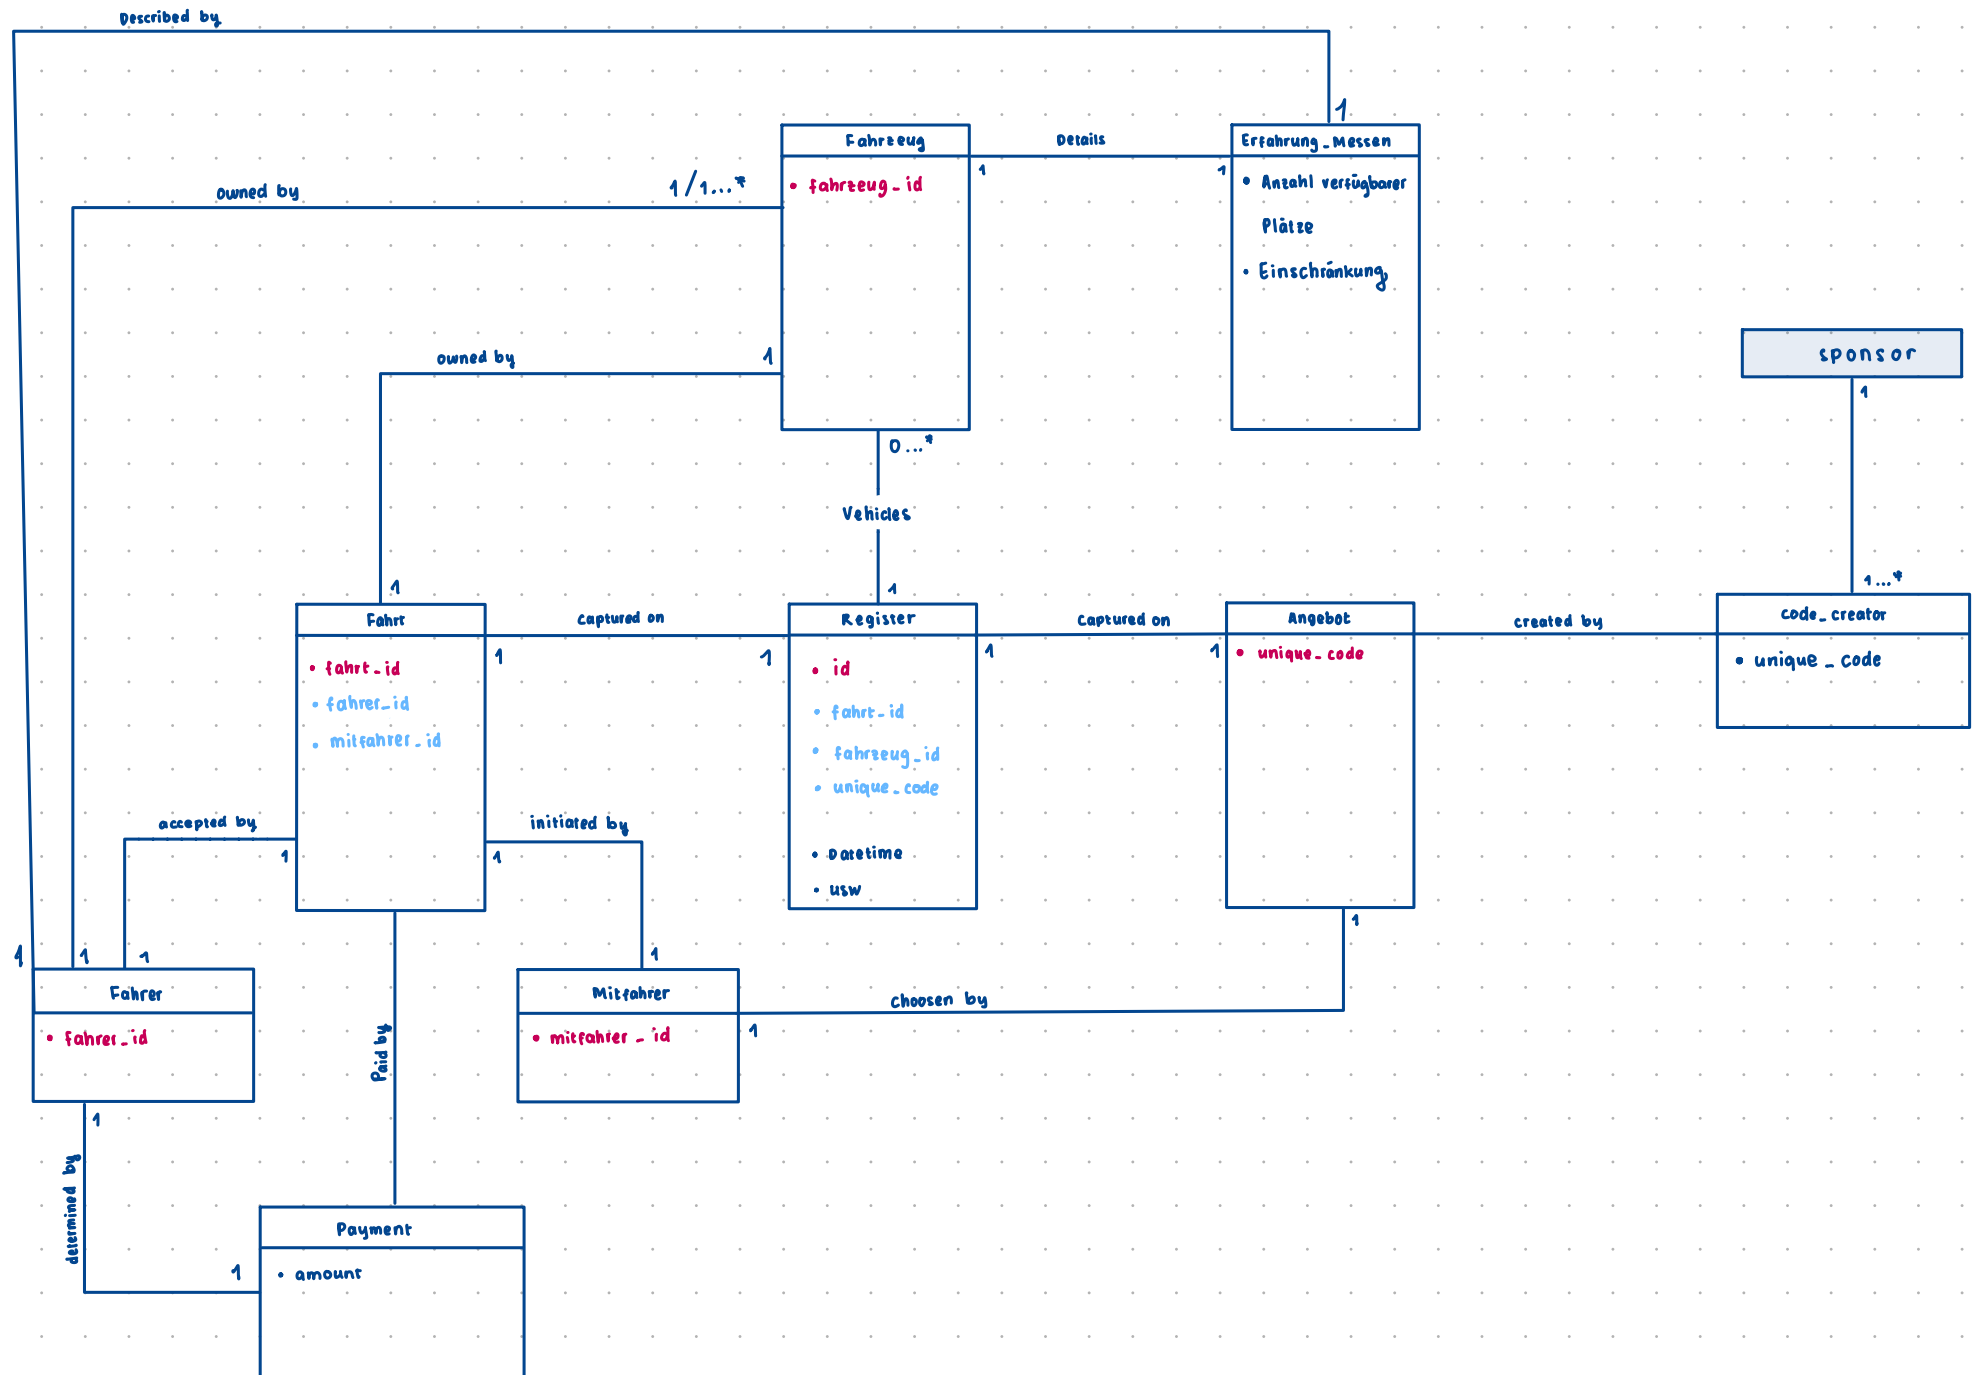 Described by
1
Fahrzeug
Details
Erfahrung_Messen
1
1
owned by
1/1...*
• fahrzeug_id
• Anzahl verfügbarer
Plätze
• Einschränkung
sponsor
owned by
1
1
0...*
Vehicles
1
1
1...*
Fahrt
captured on
Register
captured on
Angebot
created by
code_creator
1
1
1
1
• fahrt_id
• fahrer_id
• mitfahrer_id
• id
• fahrt_id
• fahrzeug_id
• unique_code
• Datetime
• usw
• unique_code
• unique_code
accepted by
1
initiated by
1
1
1
1
1
1
1
Fahrer
• fahrer_id
Mitfahrer
• mitfahrer_id
choosen by
1
Paid by
1
determined by
1
Payment
• amount